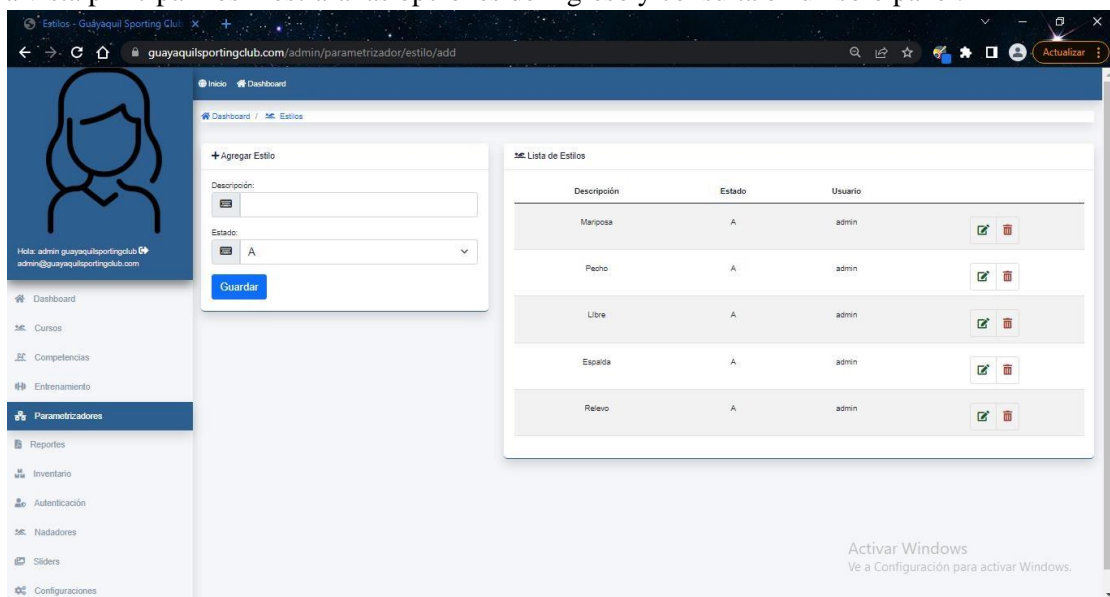 Estilos - Guayaquil Sporting Club
guayaquilsportingclub.com/admin/parametrizador/estilo/add
Actualizar
Inicio Dashboard
Dashboard / Estilos
Hola: admin guayaquilsportingclub
admin@guayaquilsportingclub.com
Dashboard
Cursos
Competencias
Entrenamiento
Parametrizadores
Reportes
Inventario
Autenticación
Nadadores
Sliders
Configuraciones
Agregar Estilo
Descripción:
Estado:
A
Guardar
Lista de Estilos
Descripción Estado Usuario
Mariposa A admin
Pecho A admin
Libre A admin
Espalda A admin
Relevo A admin
Activar Windows
Ve a Configuración para activar Windows.